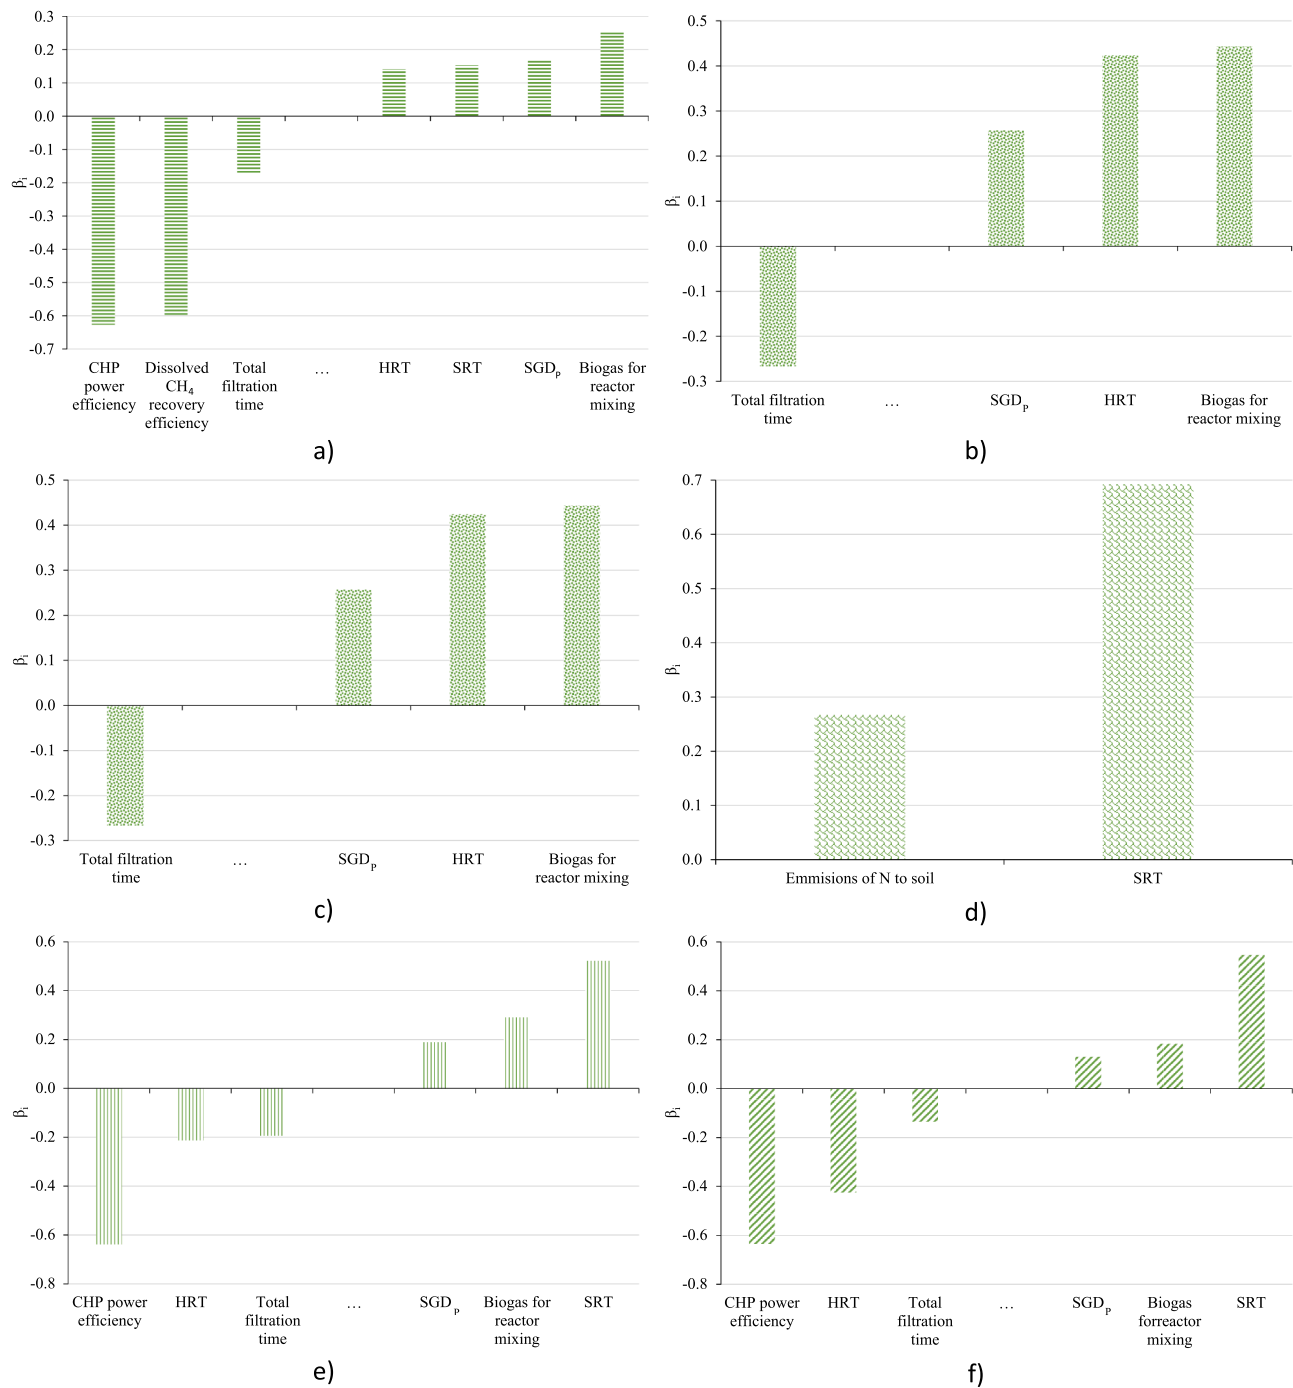 0.3
0.2
0.1
0.0
-0.1
-0.2
-0.3
-0.4
-0.5
-0.6
-0.7
βi
CHP
power
efficiency
Dissolved
CH4
recovery
efficiency
Total
filtration
time
…
HRT
SRT
SGDP
Biogas for
reactor
mixing
a)
0.5
0.4
0.3
0.2
0.1
0.0
-0.1
-0.2
-0.3
βi
Total filtration
time
…
SGDP
HRT
Biogas for
reactor mixing
b)
0.5
0.4
0.3
0.2
0.1
0.0
-0.1
-0.2
-0.3
βi
Total filtration
time
…
SGDP
HRT
Biogas for
reactor mixing
c)
0.7
0.6
0.5
0.4
0.3
0.2
0.1
0.0
βi
Emmisions of N to soil
SRT
d)
0.6
0.4
0.2
0.0
-0.2
-0.4
-0.6
-0.8
βi
CHP power
efficiency
HRT
Total
filtration
time
…
SGDP
Biogas for
reactor
mixing
SRT
e)
0.6
0.4
0.2
0.0
-0.2
-0.4
-0.6
-0.8
βi
CHP power
efficiency
HRT
Total
filtration
time
…
SGDP
Biogas
forreactor
mixing
SRT
f)